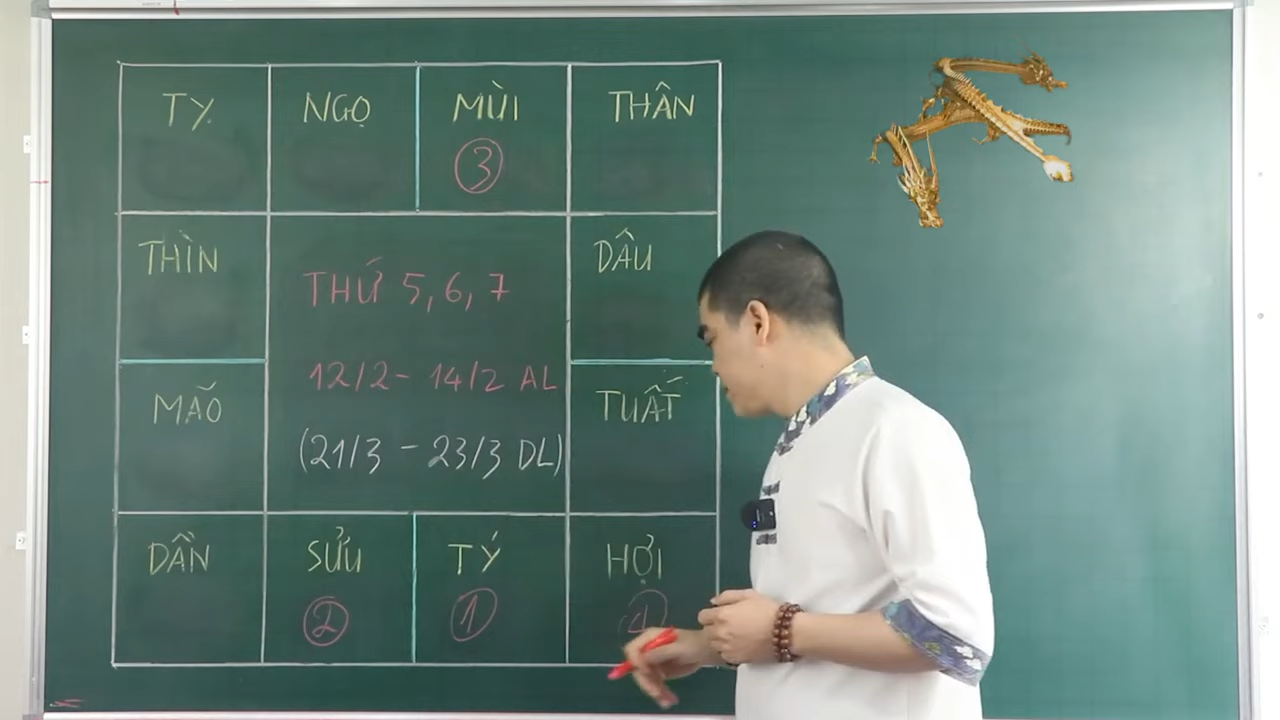 TỴ
NGỌ
MÙI
THÂN
③
THÌN
DẬU
THỨ 5, 6, 7
12/2 - 14/2 AL
MÃO
TUẤT
(21/3 - 23/3 DL)
DẦN
SỬU
TÝ
HỢI
②
①
④